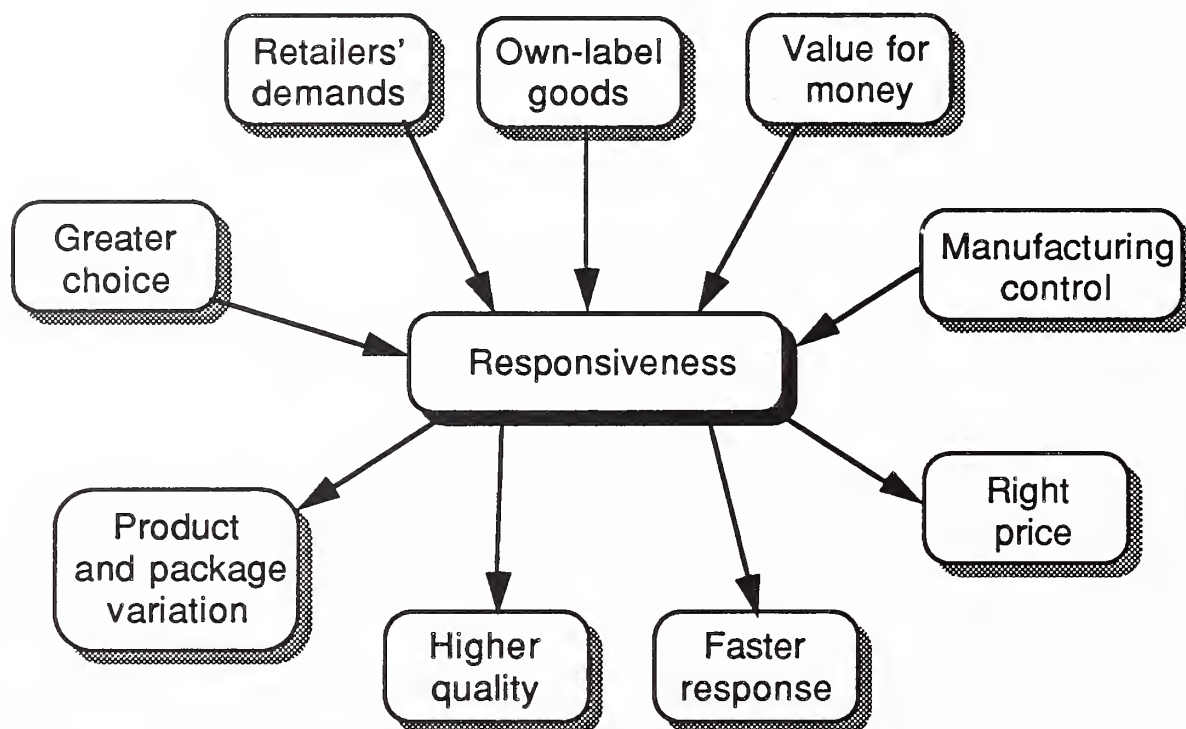 Retailers'
demands
Own-label
goods
Value for
money
Greater
choice
Manufacturing
control
Responsiveness
Product
and package
variation
Higher
quality
Faster
response
Right
price